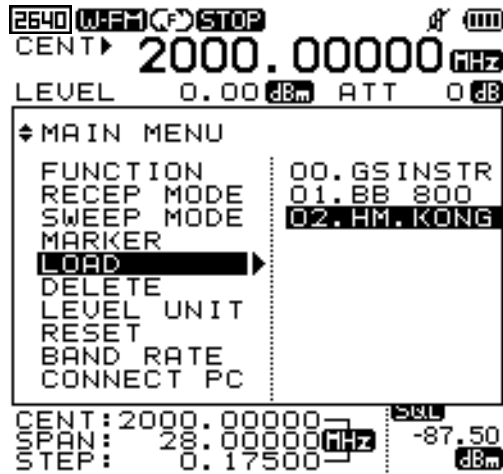 2640 W-FM F STOP
CENT 2000.00000 MHz
LEVEL 0.00 dBm ATT 0 dB
MAIN MENU
FUNCTION
RECEP MODE
SWEEP MODE
MARKER
LOAD
DELETE
LEVEL UNIT
RESET
BAND RATE
CONNECT PC
00.GSINSTR
01.BB 800
02.HM.KONG
CENT:2000.00000
SPAN: 28.00000 MHz
STEP: 0.17500
SQL
-87.50
dBm